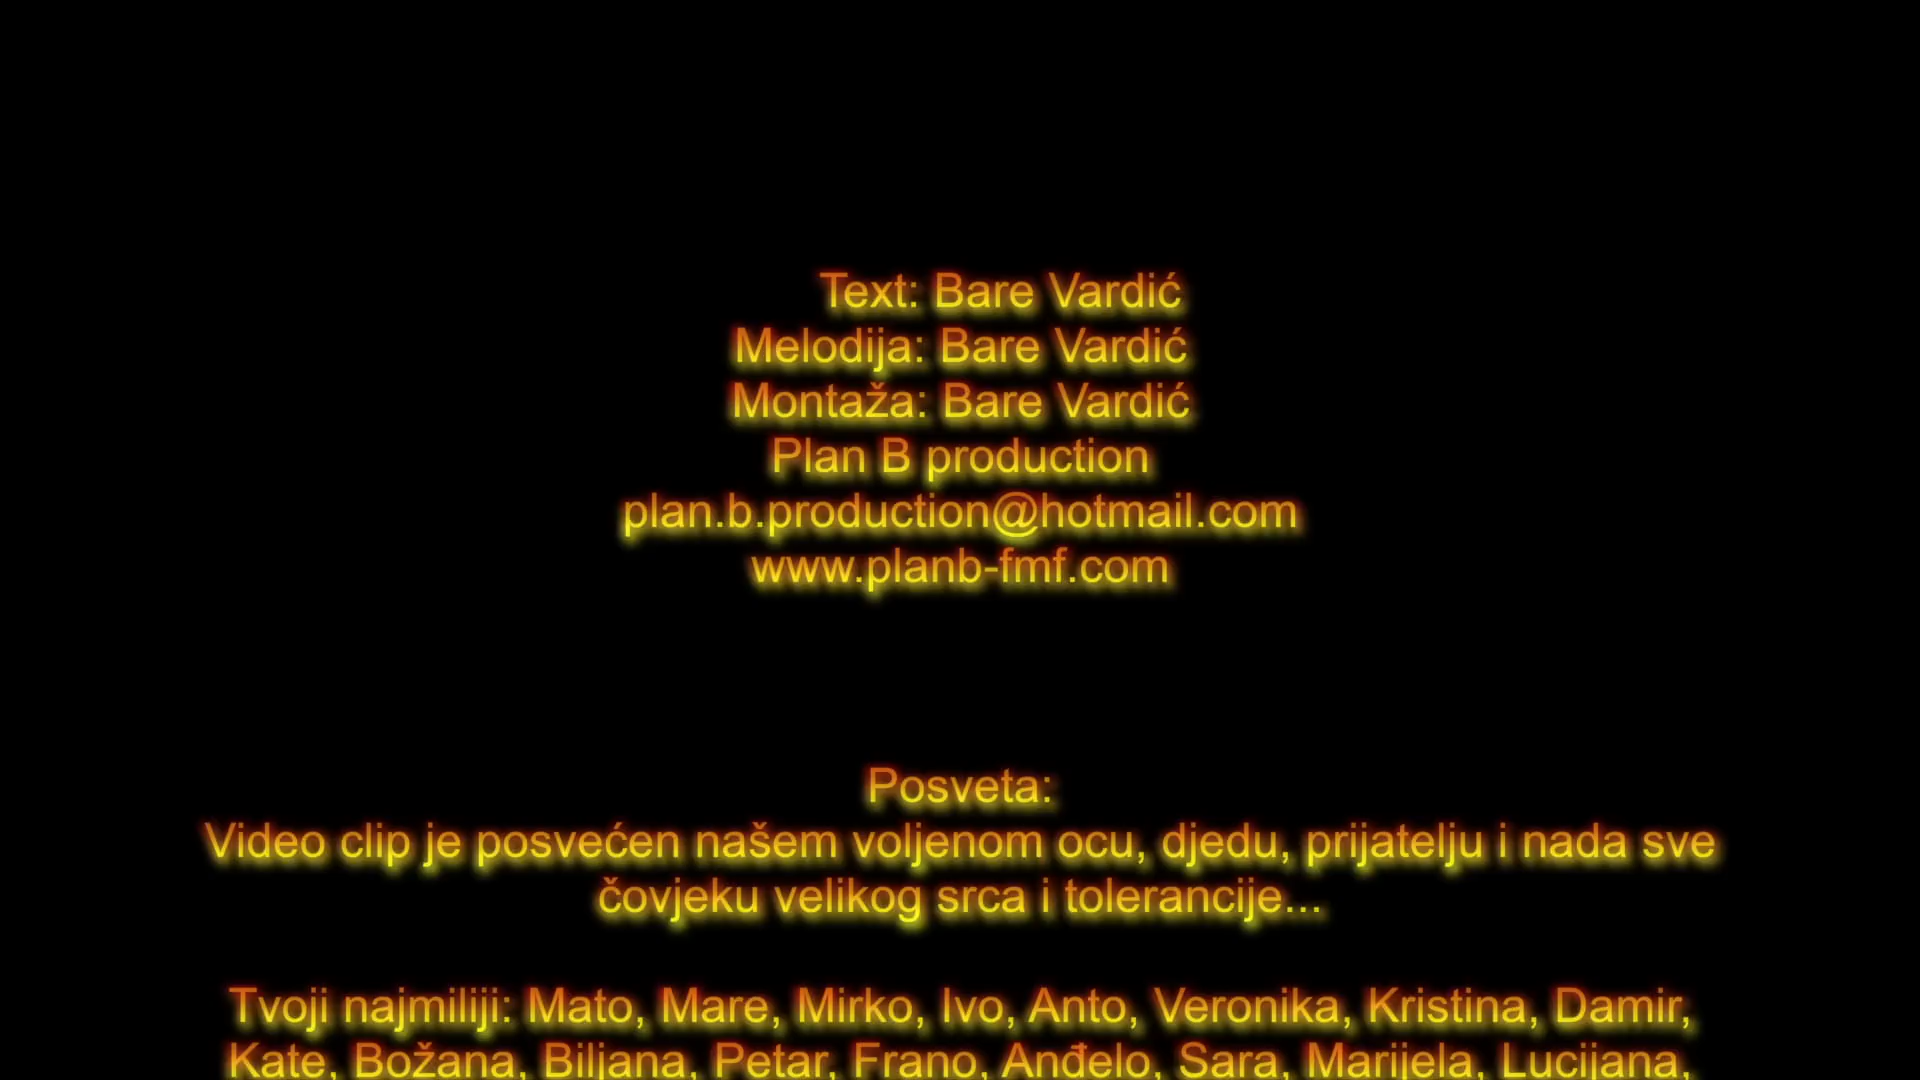 Text: Bare Vardić
Melodija: Bare Vardić
Montaža: Bare Vardić
Plan B production
plan.b.production@hotmail.com
www.planb-fmf.com
Posveta:
Video clip je posvećen našem voljenom ocu, djedu, prijatelju i nada sve
čovjeku velikog srca i tolerancije...
Tvoji najmiliji: Mato, Mare, Mirko, Ivo, Anto, Veronika, Kristina, Damir,
Kate, Božana, Biljana, Petar, Frano, Anđelo, Sara, Marijela, Lucijana,